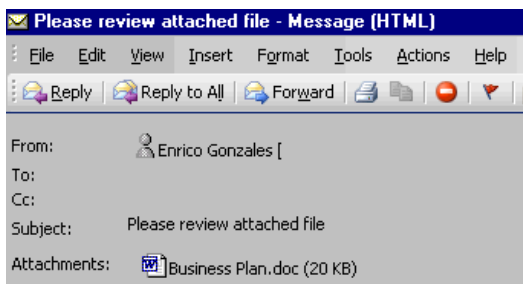 Please review attached file - Message (HTML)
File Edit View Insert Format Tools Actions Help
Reply Reply to All Forward
From: Enrico Gonzales [
To:
Cc:
Subject: Please review attached file
Attachments: Business Plan.doc (20 KB)